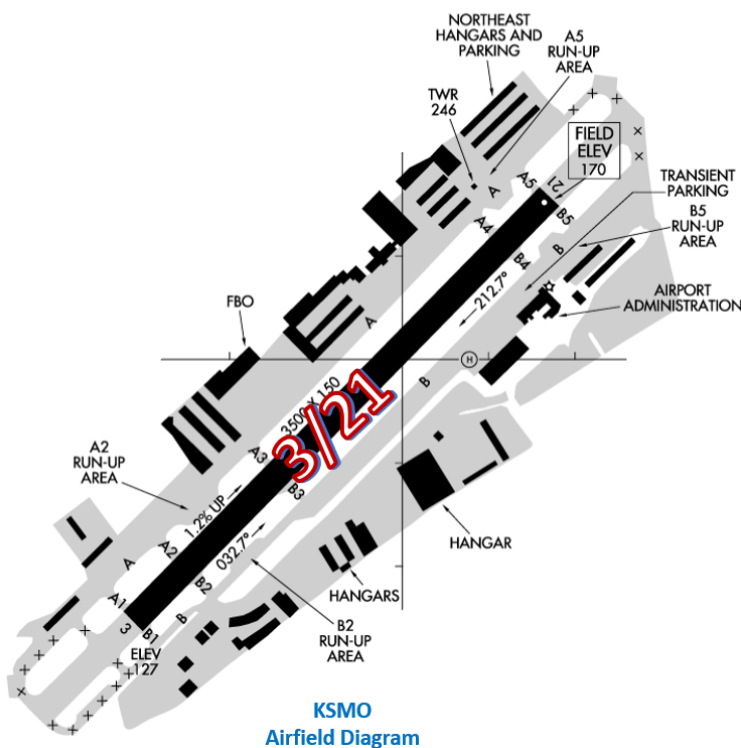 NORTHEAST
HANGARS AND
PARKING
A5
RUN-UP
AREA
TWR
246
FIELD
ELEV
170
A
A5
21
TRANSIENT
PARKING
B5
B5
RUN-UP
AREA
A4
B
B4
212.7°
AIRPORT
ADMINISTRATION
FBO
A
H
B
3500 X 150
3/21
A2
RUN-UP
AREA
A3
B3
1.2% UP
HANGAR
A2
032.7°
A
B2
HANGARS
A1
3
B1
B
B2
RUN-UP
AREA
ELEV
127
KSMO
Airfield Diagram